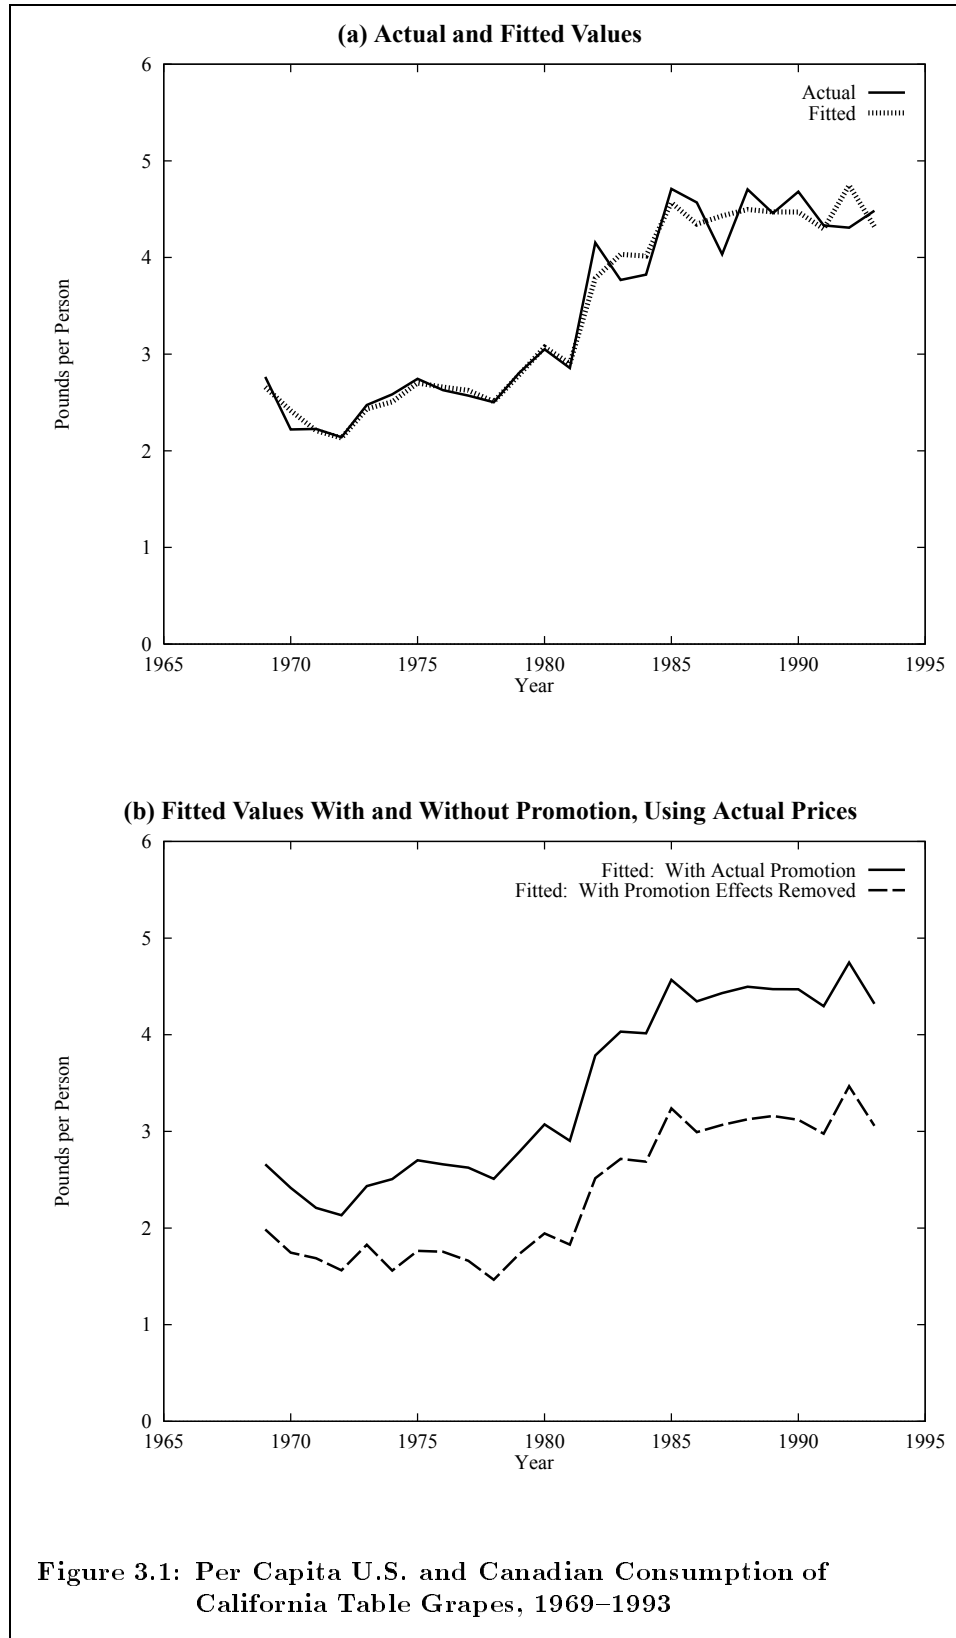 (a) Actual and Fitted Values
6
5
4
3
2
1
0
Pounds per Person
Actual
Fitted
1965 1970 1975 1980 1985 1990 1995
Year
(b) Fitted Values With and Without Promotion, Using Actual Prices
6
5
4
3
2
1
0
Pounds per Person
Fitted: With Actual Promotion
Fitted: With Promotion Effects Removed
1965 1970 1975 1980 1985 1990 1995
Year
Figure 3.1: Per Capita U.S. and Canadian Consumption of
California Table Grapes, 1969–1993